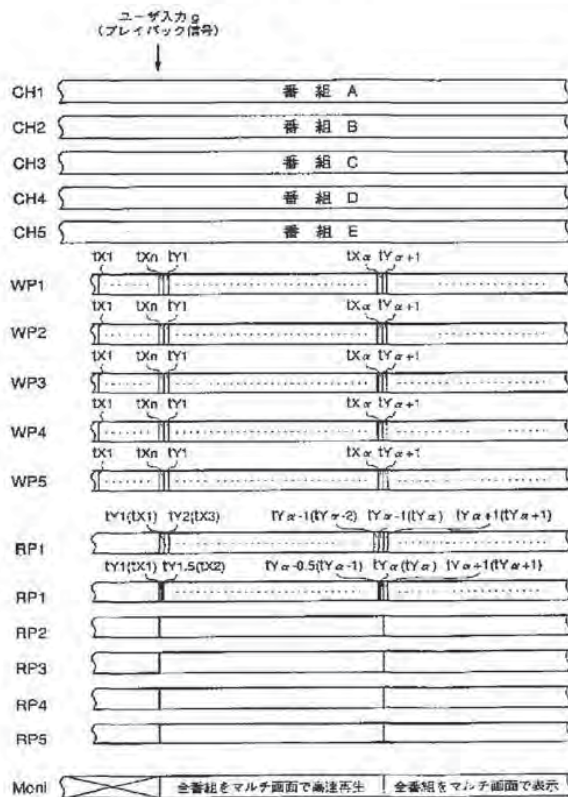 ユーザ入力 g
(プレイバック信号)
CH1 番組 A
CH2 番組 B
CH3 番組 C
CH4 番組 D
CH5 番組 E
tX1 tXn tY1 tXα tYα+1
WP1
tX1 tXn tY1 tXα tYα+1
WP2
tX1 tXn tY1 tXα tYα+1
WP3
tX1 tXn tY1 tXα tYα+1
WP4
tX1 tXn tY1 tXα tYα+1
WP5
tY1(tX1) tY2(tX3) tYα-1(tYα-2) tYα-1(tYα) tYα+1(tYα+1)
RP1
tY1(tX1) tY1.5(tX2) tYα-0.5(tYα-1) tYα(tYα) tYα+1(tYα+1)
RP1
RP2
RP3
RP4
RP5
Moni 全番組をマルチ画面で高速再生 全番組をマルチ画面で表示